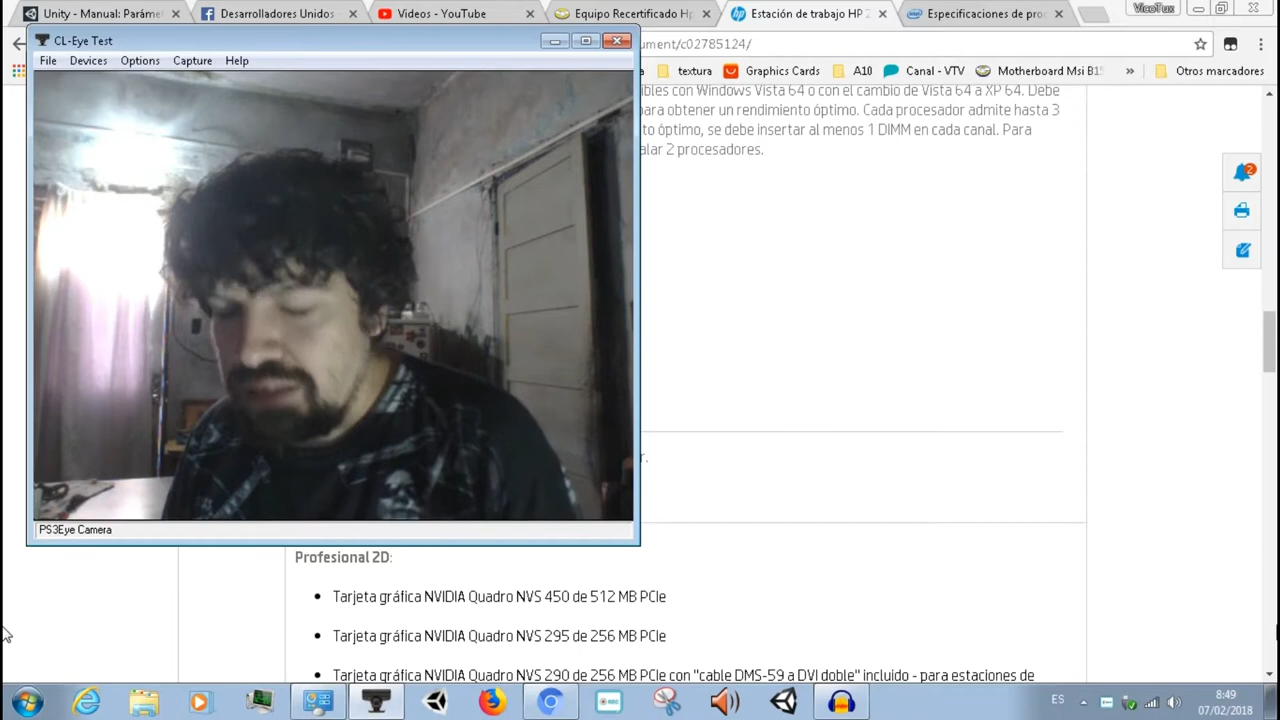 Unity - Manual: Paráme
Desarrolladores Unidos
Videos - YouTube
Equipo Recertificado Hp
Estación de trabajo HP Z
Especificaciones de pro
VicoTux
CL-Eye Test
ument/c02785124/
File Devices Options Capture Help
textura
Graphics Cards
A10
Canal - VTV
Motherboard Msi B15
»
Otros marcadores
ibles con Windows Vista 64 o con el cambio de Vista 64 a XP 64. Debe
para obtener un rendimiento óptimo. Cada procesador admite hasta 3
to óptimo, se debe insertar al menos 1 DIMM en cada canal. Para
alar 2 procesadores.
2
r.
PS3Eye Camera
Profesional 2D:
• Tarjeta gráfica NVIDIA Quadro NVS 450 de 512 MB PCIe
• Tarjeta gráfica NVIDIA Quadro NVS 295 de 256 MB PCIe
• Tarjeta gráfica NVIDIA Quadro NVS 290 de 256 MB PCIe con "cable DMS-59 a DVI doble" incluido - para estaciones de
ES
8:49
07/02/2018